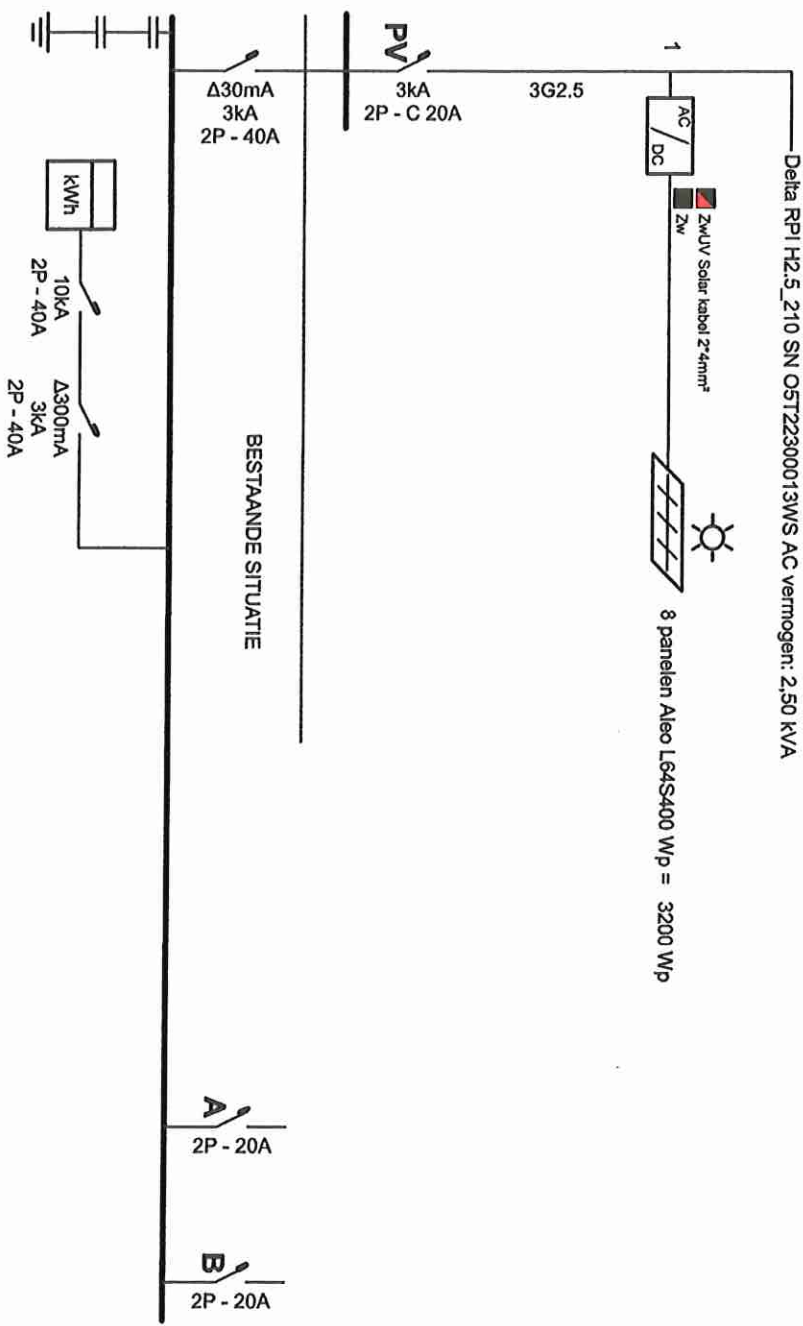 Delta RPI H2.5_210 SN O5T22300013WS AC vermogen: 2,50 kVA
1
AC
DC
ZwUV Solar kabel 2*4mm²
Zw
8 panelen Aleo L64S400 Wp = 3200 Wp
3G2.5
PV
3kA
2P - C 20A
Δ30mA
3kA
2P - 40A
BESTAANDE SITUATIE
kWh
10kA
2P - 40A
Δ300mA
3kA
2P - 40A
A
2P - 20A
B
2P - 20A